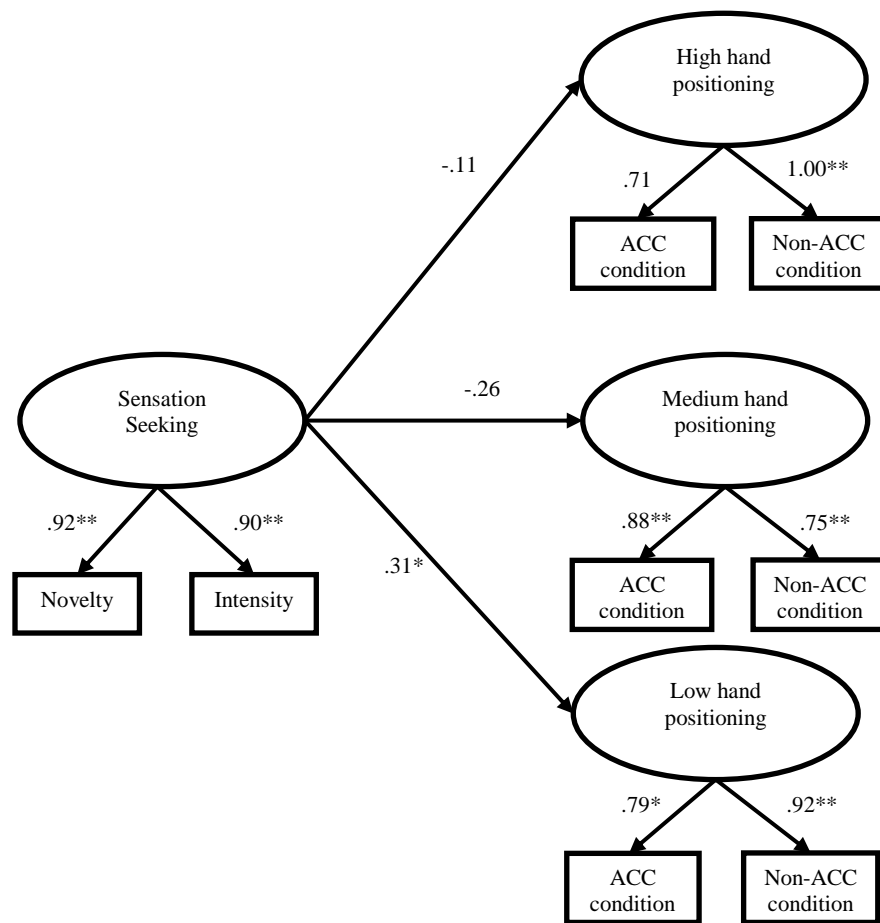 High hand
positioning
-.11
.71
1.00**
ACC
condition
Non-ACC
condition
Sensation
Seeking
-.26
Medium hand
positioning
.92**
.90**
.88**
.75**
.31*
Novelty
Intensity
ACC
condition
Non-ACC
condition
Low hand
positioning
.79*
.92**
ACC
condition
Non-ACC
condition